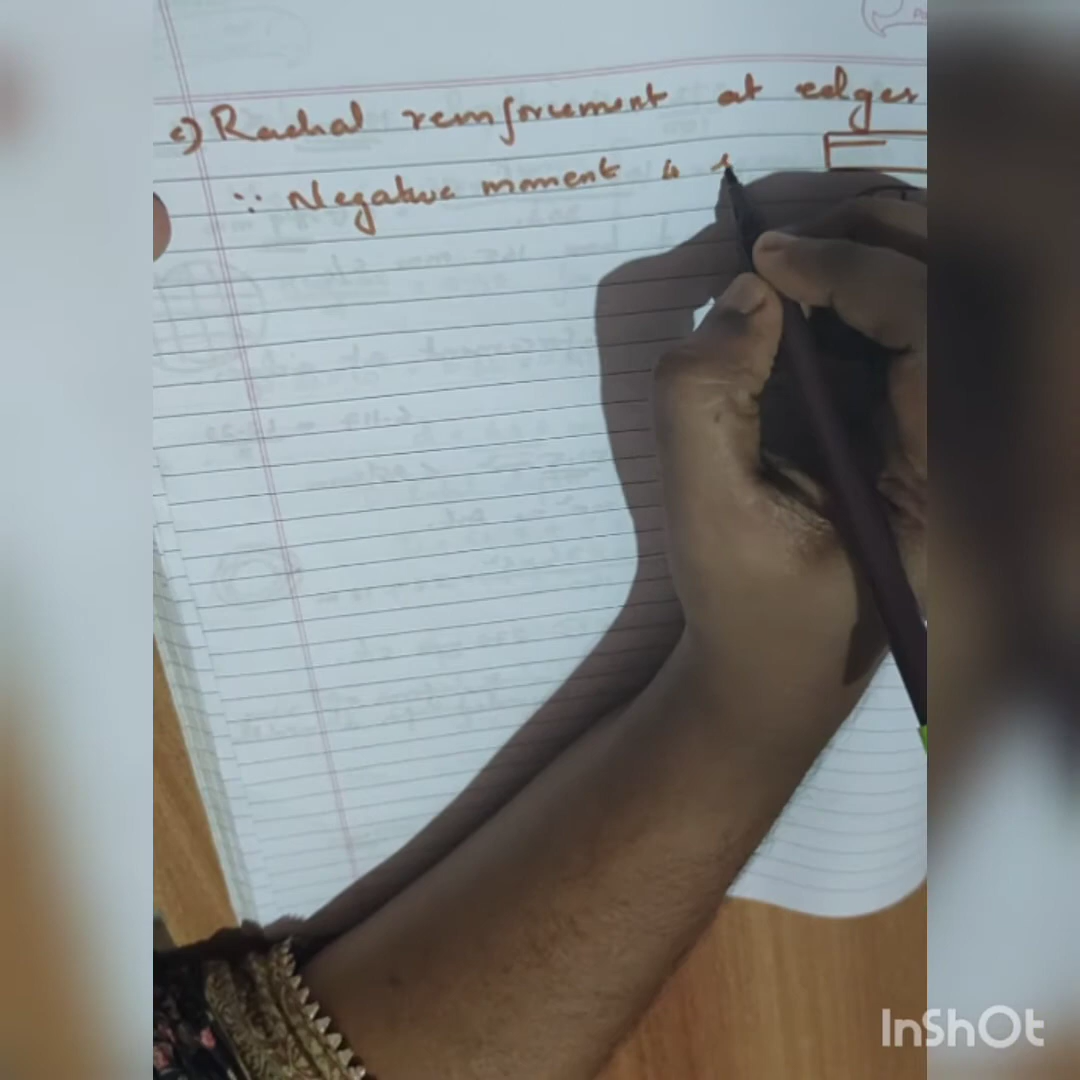 c) Radial reinforcement at edges
∵ Negative moment is
InShOt